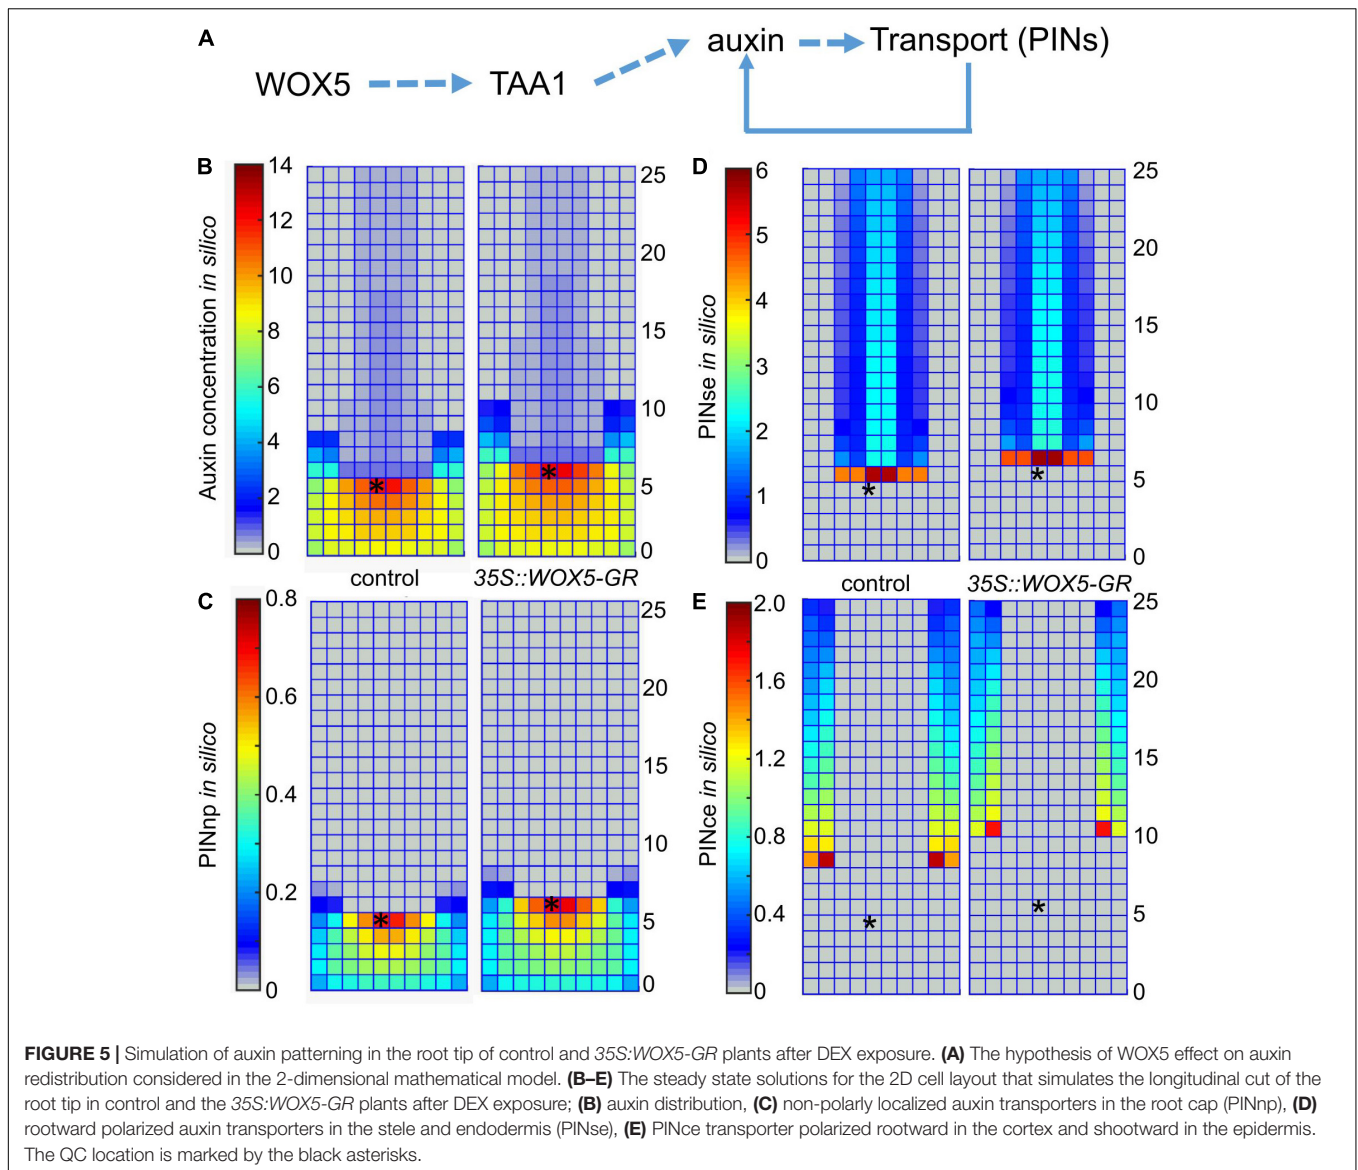 A
WOX5
TAA1
auxin
Transport (PINs)
B
Auxin concentration in silico
14
12
10
8
6
4
2
0
*
*
25
20
15
10
5
0
control
35S::WOX5-GR
D
PINse in silico
6
5
4
3
2
1
0
*
*
25
20
15
10
5
0
control
35S::WOX5-GR
C
PINnp in silico
0.8
0.6
0.4
0.2
0
*
*
25
20
15
10
5
0
E
PINce in silico
2.0
1.6
1.2
0.8
0.4
0
*
*
25
20
15
10
5
0
FIGURE 5 | Simulation of auxin patterning in the root tip of control and 35S:WOX5-GR plants after DEX exposure. (A) The hypothesis of WOX5 effect on auxin
redistribution considered in the 2-dimensional mathematical model. (B–E) The steady state solutions for the 2D cell layout that simulates the longitudinal cut of the
root tip in control and the 35S:WOX5-GR plants after DEX exposure; (B) auxin distribution, (C) non-polarly localized auxin transporters in the root cap (PINnp), (D)
rootward polarized auxin transporters in the stele and endodermis (PINse), (E) PINce transporter polarized rootward in the cortex and shootward in the epidermis.
The QC location is marked by the black asterisks.